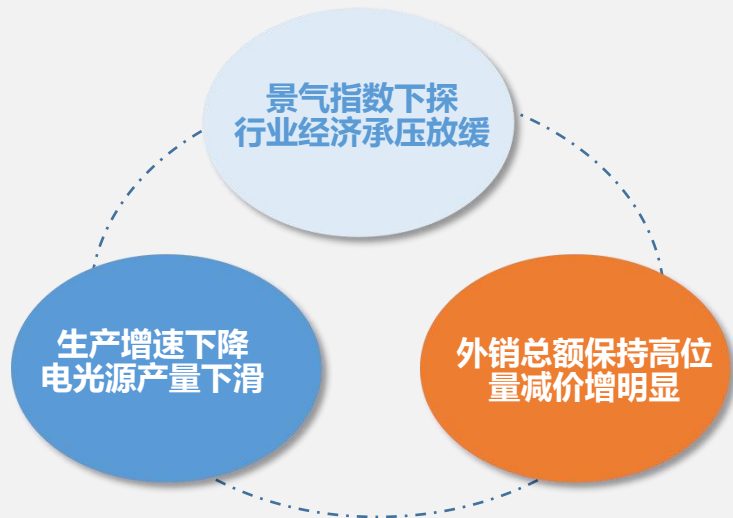 景气指数下探
行业经济承压放缓
生产增速下降
电光源产量下滑
外销总额保持高位
量减价增明显